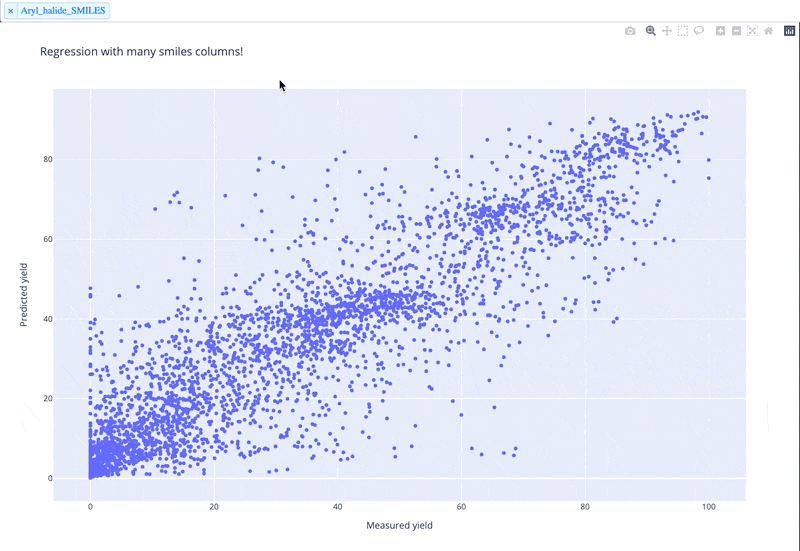 × Aryl_halide_SMILES
Regression with many smiles columns!
80
60
40
20
0
Predicted yield
0 20 40 60 80 100
Measured yield